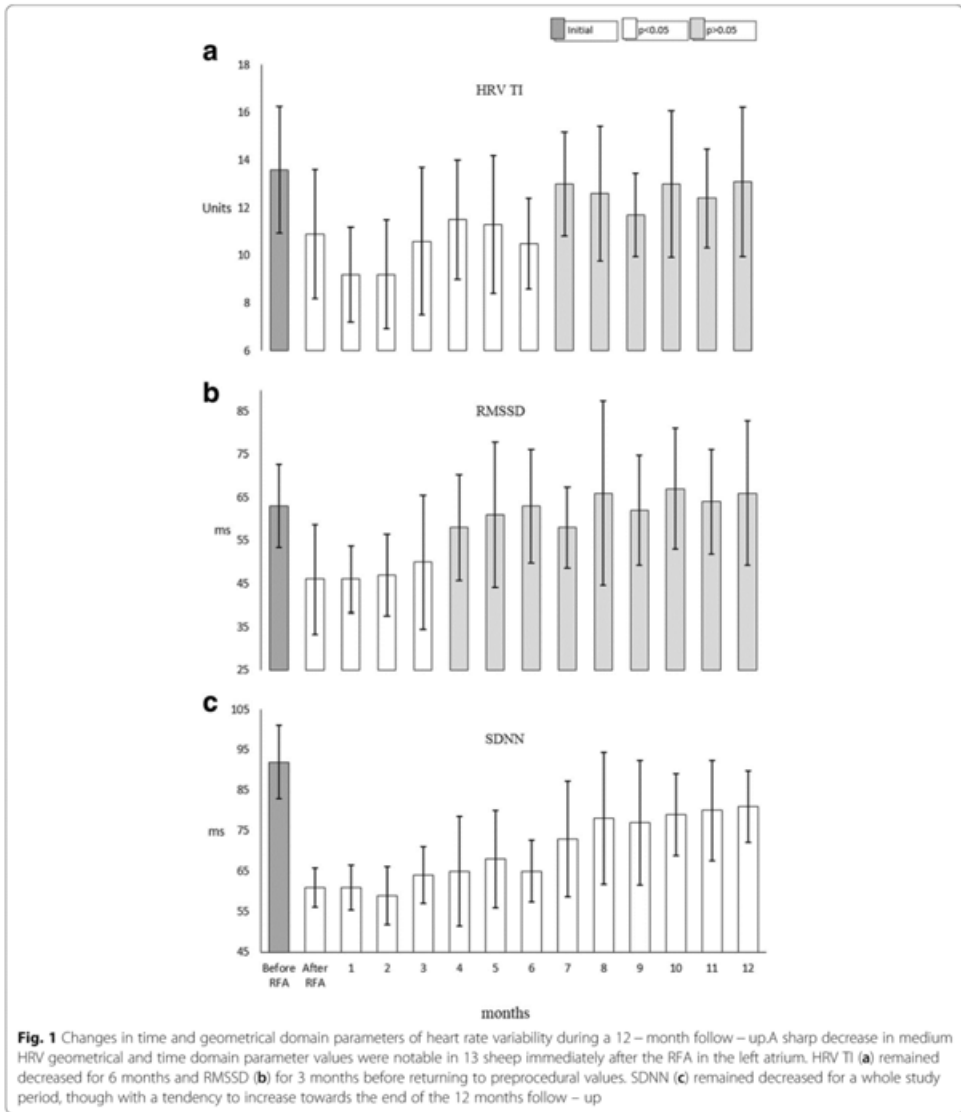 Initial p<0.05 p>0.05
a
HRV TI
18
16
14
Units 12
10
8
6
b
RMSSD
85
75
65
ms
55
45
35
25
c
SDNN
105
95
85
ms 75
65
55
45
Before RFA After RFA 1 2 3 4 5 6 7 8 9 10 11 12
months
Fig. 1 Changes in time and geometrical domain parameters of heart rate variability during a 12 – month follow – up.A sharp decrease in medium
HRV geometrical and time domain parameter values were notable in 13 sheep immediately after the RFA in the left atrium. HRV TI (a) remained
decreased for 6 months and RMSSD (b) for 3 months before returning to preprocedural values. SDNN (c) remained decreased for a whole study
period, though with a tendency to increase towards the end of the 12 months follow – up